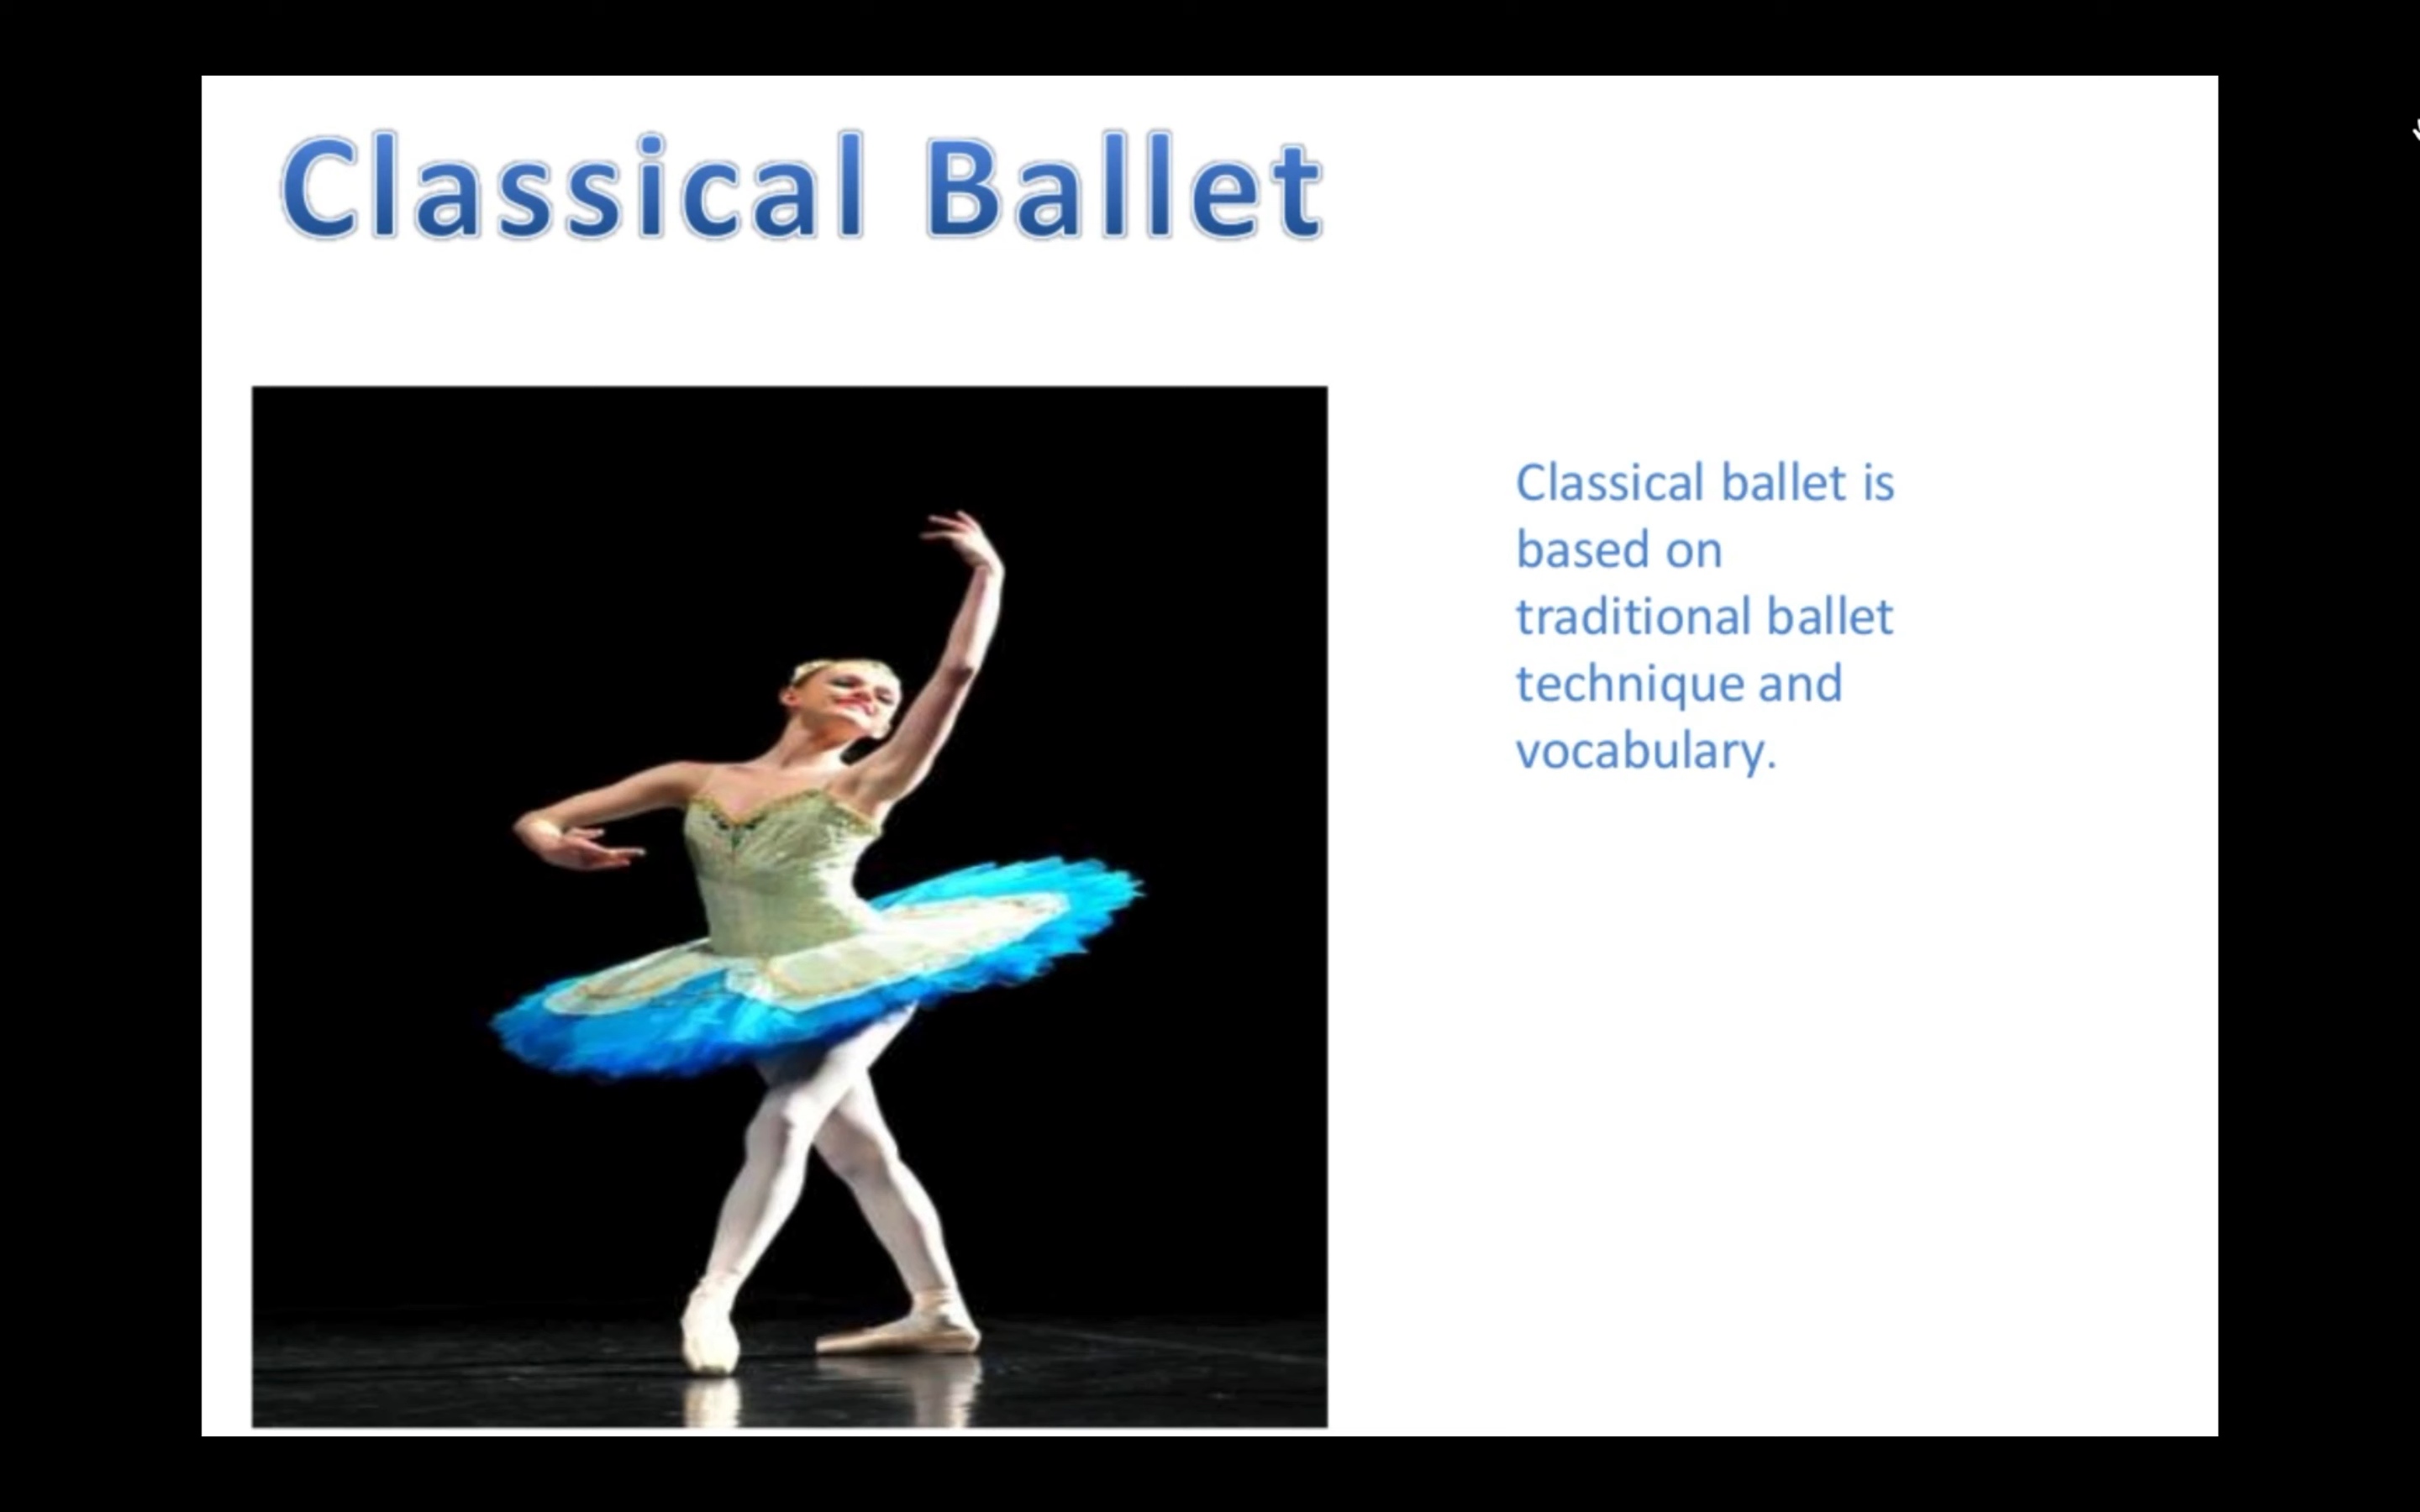 Classical Ballet
Classical ballet is
based on
traditional ballet
technique and
vocabulary.